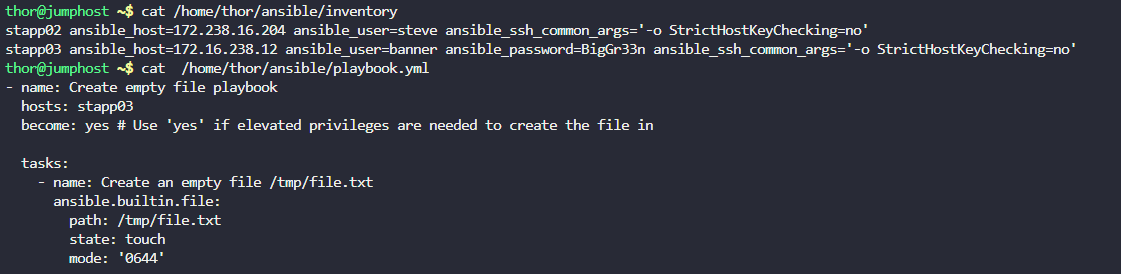 thor@jumphost ~$ cat /home/thor/ansible/inventory
stapp02 ansible_host=172.238.16.204 ansible_user=steve ansible_ssh_common_args='-o StrictHostKeyChecking=no'
stapp03 ansible_host=172.16.238.12 ansible_user=banner ansible_password=BigGr33n ansible_ssh_common_args='-o StrictHostKeyChecking=no'
thor@jumphost ~$ cat  /home/thor/ansible/playbook.yml
- name: Create empty file playbook
  hosts: stapp03
  become: yes # Use 'yes' if elevated privileges are needed to create the file in

  tasks:
    - name: Create an empty file /tmp/file.txt
      ansible.builtin.file:
        path: /tmp/file.txt
        state: touch
        mode: '0644'